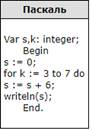 Паскаль
Var s,k: integer;
Begin
s := 0;
for k := 3 to 7 do
s := s + 6;
writeln(s);
End.